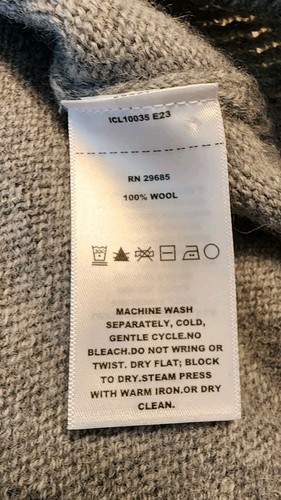 ICL10035 E23
RN 29685
100% WOOL
MACHINE WASH
SEPARATELY, COLD,
GENTLE CYCLE.NO
BLEACH.DO NOT WRING OR
TWIST. DRY FLAT; BLOCK
TO DRY.STEAM PRESS
WITH WARM IRON.OR DRY
CLEAN.